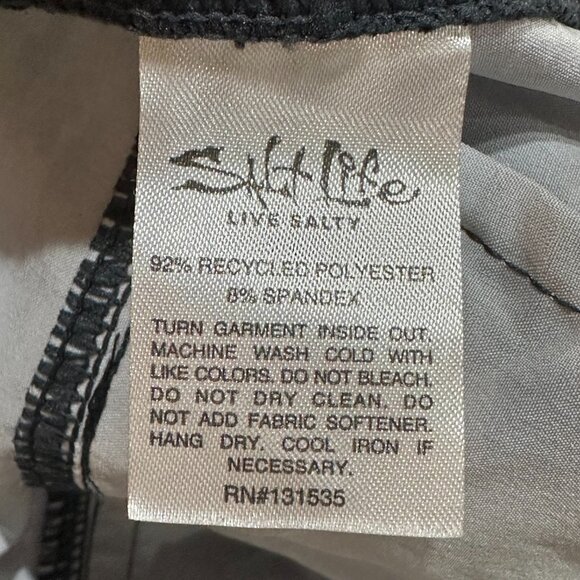 Salt Life
LIVE SALTY
92% RECYCLED POLYESTER
8% SPANDEX
TURN GARMENT INSIDE OUT.
MACHINE WASH COLD WITH
LIKE COLORS. DO NOT BLEACH.
DO NOT DRY CLEAN. DO
NOT ADD FABRIC SOFTENER.
HANG DRY. COOL IRON IF
NECESSARY.
RN#131535